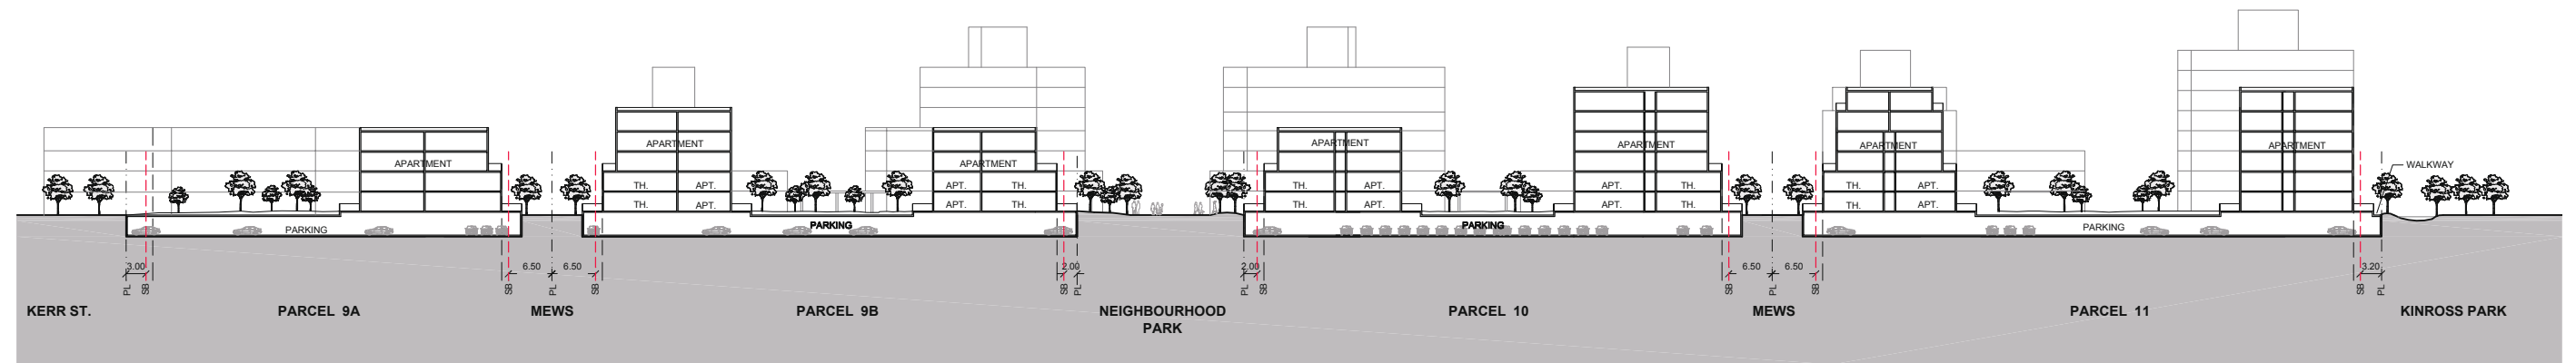 APARTMENT
APARTMENT
APARTMENT
APARTMENT
APARTMENT
APARTMENT
APARTMENT
WALKWAY
TH. APT. APT. TH. TH. APT. APT. TH. TH. APT.
TH. APT. APT. TH. TH. APT. APT. TH. TH. APT.
PARKING PARKING PARKING PARKING
3.00 6.50 6.50 2.00 2.00 6.50 6.50 3.20
PL SB SB PL SB SB PL PL SB SB PL SB SB PL
KERR ST. PARCEL 9A MEWS PARCEL 9B NEIGHBOURHOOD PARCEL 10 MEWS PARCEL 11 KINROSS PARK
PARK